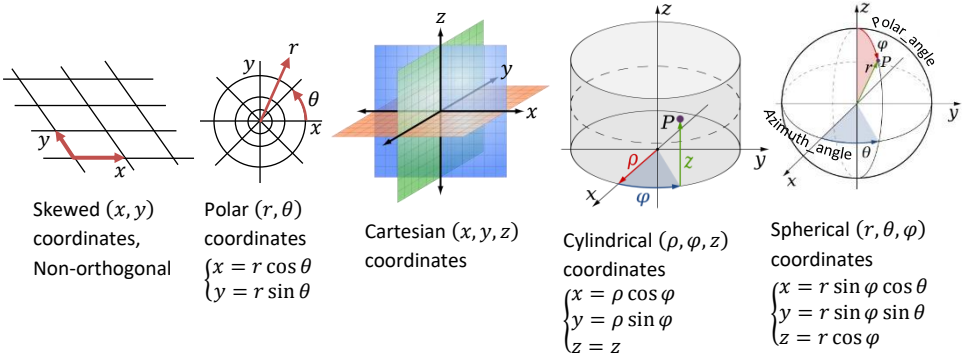 y
x
Skewed (x, y)
coordinates,
Non-orthogonal
y
r
θ
x
Polar (r, θ)
coordinates
{x = r cos θ
y = r sin θ
z
y
x
Cartesian (x, y, z)
coordinates
z
P
ρ
z
y
x
φ
Cylindrical (ρ, φ, z)
coordinates
{x = ρ cos φ
y = ρ sin φ
z = z
z
Polar_angle
φ
r
P
Azimuth_angle
θ
y
x
Spherical (r, θ, φ)
coordinates
{x = r sin φ cos θ
y = r sin φ sin θ
z = r cos φ